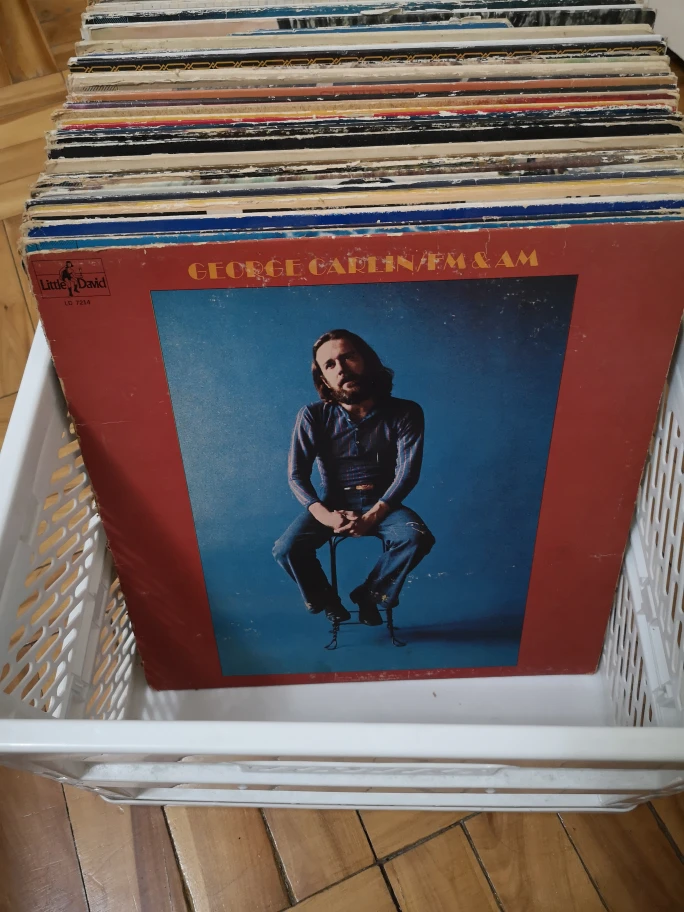 GEORGE CARLIN/FM & AM
Little David
LD 7214